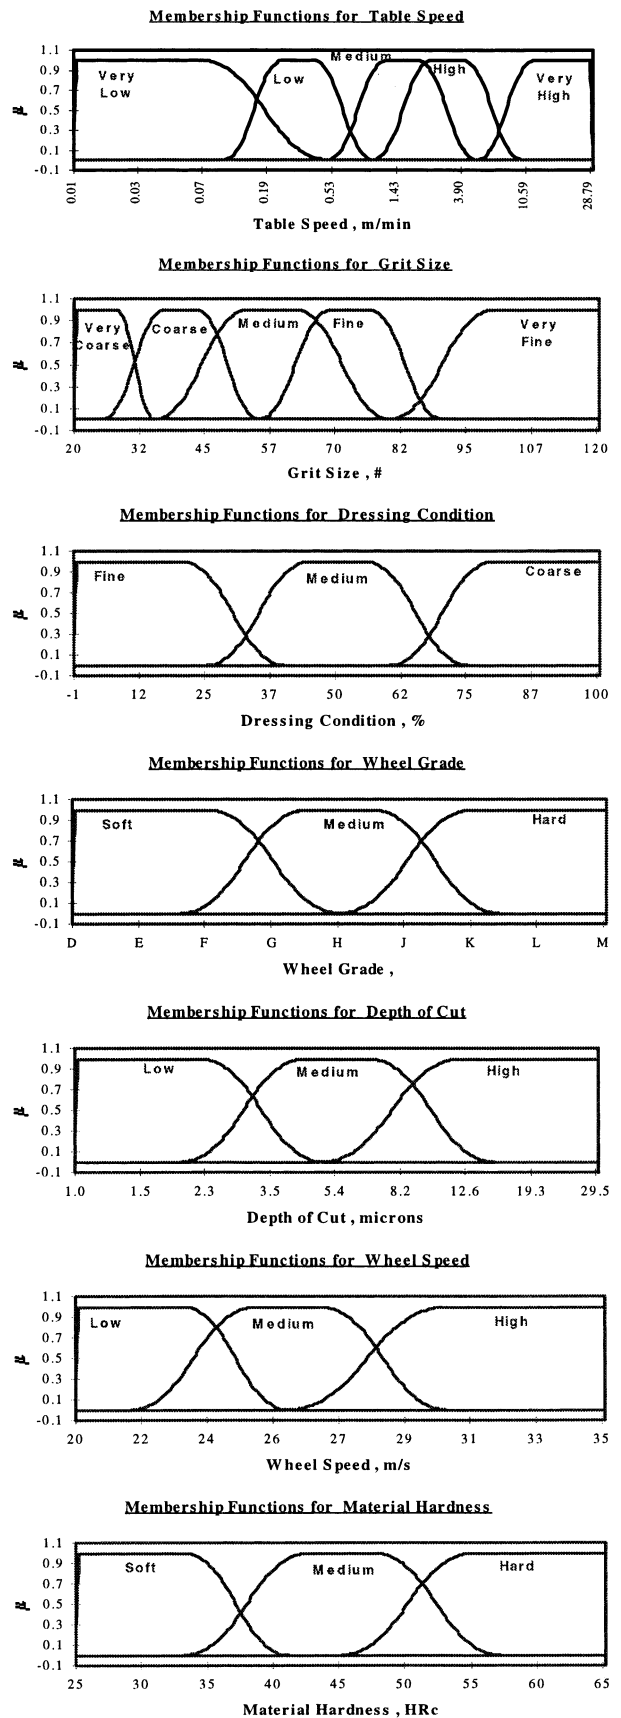 Membership Functions for Table Speed
1.1
0.9
0.7
0.5
0.3
0.1
-0.1
μ
Very
Low
Low
Medium
High
Very
High
0.01 0.03 0.07 0.19 0.53 1.43 3.90 10.59 28.79
Table Speed , m/min
Membership Functions for Grit Size
1.1
0.9
0.7
0.5
0.3
0.1
-0.1
μ
Very
Coarse
Coarse
Medium
Fine
Very
Fine
20 32 45 57 70 82 95 107 120
Grit Size , #
Membership Functions for Dressing Condition
1.1
0.9
0.7
0.5
0.3
0.1
-0.1
μ
Fine
Medium
Coarse
-1 12 25 37 50 62 75 87 100
Dressing Condition , %
Membership Functions for Wheel Grade
1.1
0.9
0.7
0.5
0.3
0.1
-0.1
μ
Soft
Medium
Hard
D E F G H J K L M
Wheel Grade ,
Membership Functions for Depth of Cut
1.1
0.9
0.7
0.5
0.3
0.1
-0.1
μ
Low
Medium
High
1.0 1.5 2.3 3.5 5.4 8.2 12.6 19.3 29.5
Depth of Cut , microns
Membership Functions for Wheel Speed
1.1
0.9
0.7
0.5
0.3
0.1
-0.1
μ
Low
Medium
High
20 22 24 26 27 29 31 33 35
Wheel Speed , m/s
Membership Functions for Material Hardness
1.1
0.9
0.7
0.5
0.3
0.1
-0.1
μ
Soft
Medium
Hard
25 35 35 40 45 50 55 60 65
Material Hardness , HRc